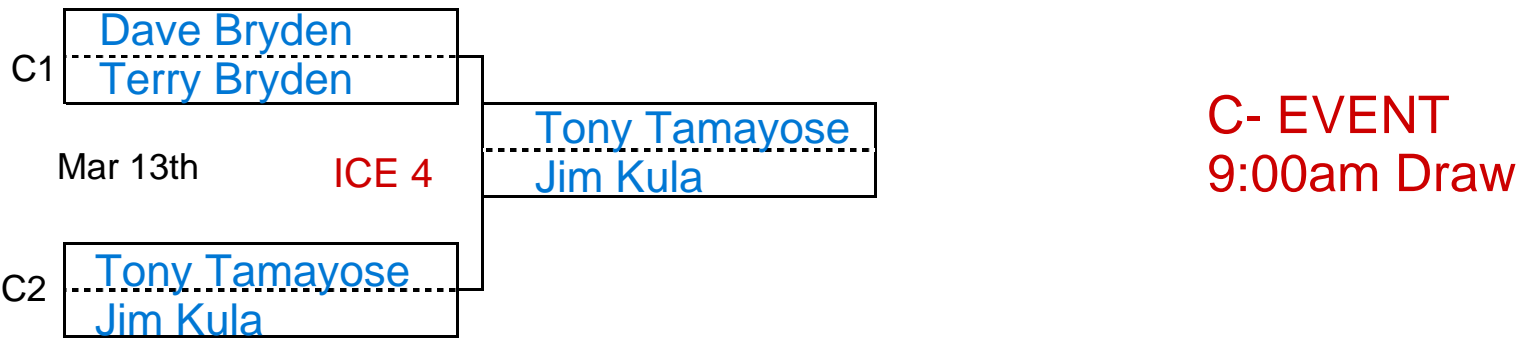 Dave Bryden
C1
Terry Bryden
Mar 13th
ICE 4
Tony Tamayose
Jim Kula
C2
Tony Tamayose
Jim Kula
C- EVENT
9:00am Draw